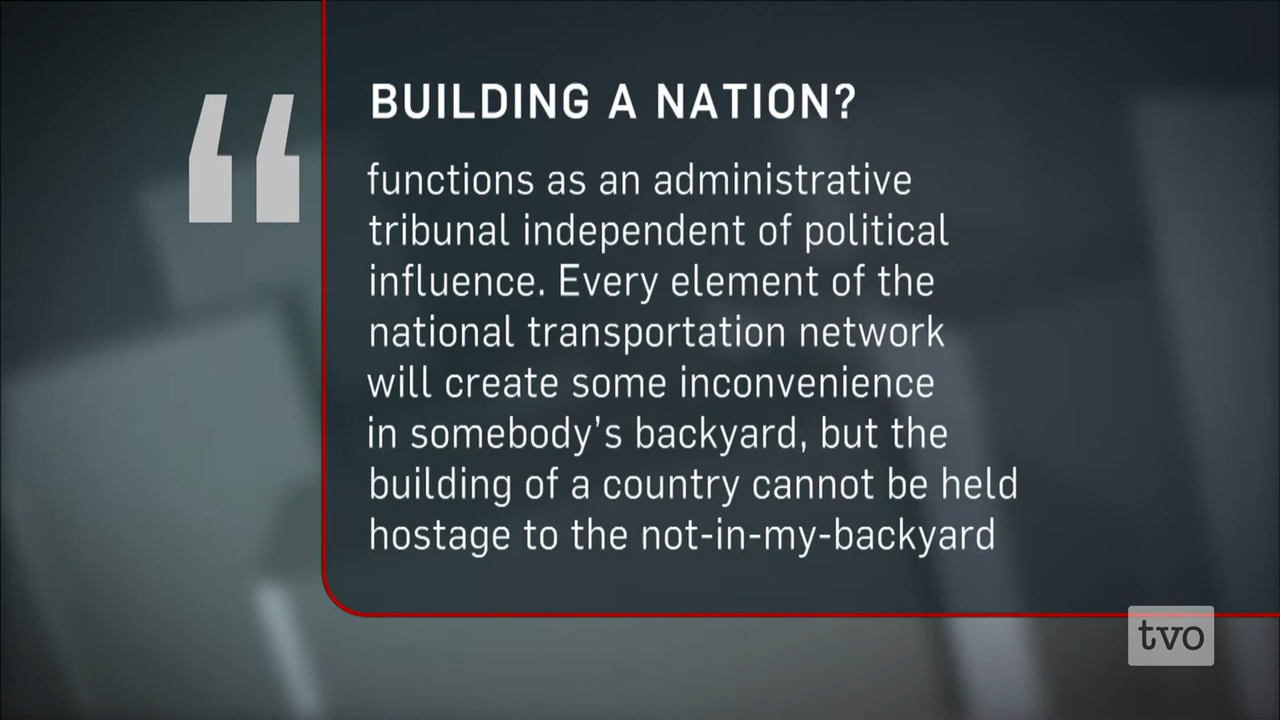 “
BUILDING A NATION?
functions as an administrative
tribunal independent of political
influence. Every element of the
national transportation network
will create some inconvenience
in somebody’s backyard, but the
building of a country cannot be held
hostage to the not-in-my-backyard
tvo